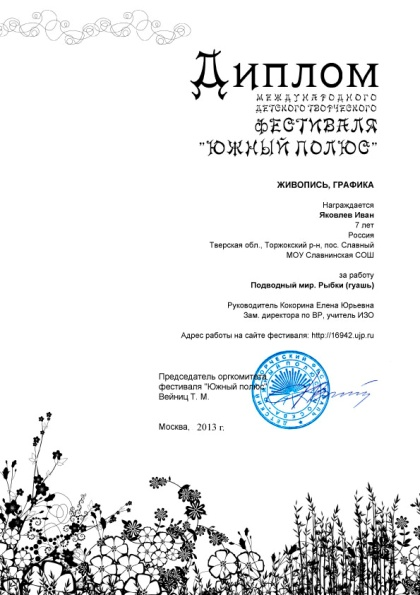 Диплом
МЕЖДУНАРОДНОГО
ДЕТСКОГО ТВОРЧЕСКОГО
ФЕСТИВАЛЯ
"ЮЖНЫЙ ПОЛЮС"
ЖИВОПИСЬ, ГРАФИКА
Награждается
Яковлев Иван
7 лет
Россия
Тверская обл., Торжокский р-н, пос. Славный
МОУ Славнинская СОШ
за работу
Подводный мир. Рыбки (гуашь)
Руководитель Кокорина Елена Юрьевна
Зам. директора по ВР, учитель ИЗО
Адрес работы на сайте фестиваля: http://16942.ujp.ru
Председатель оргкомитета
фестиваля "Южный полюс"
Вейниц Т. М.
Москва, 2013 г.